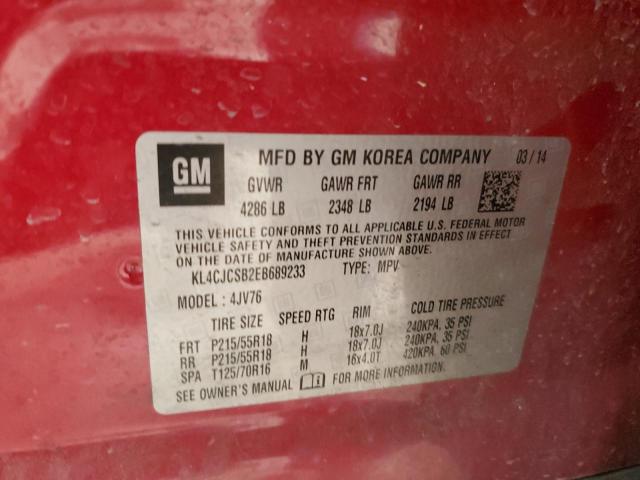 GM
MFD BY GM KOREA COMPANY 03/14
GVWR GAWR FRT GAWR RR
4286 LB 2348 LB 2194 LB
THIS VEHICLE CONFORMS TO ALL APPLICABLE U.S. FEDERAL MOTOR
VEHICLE SAFETY AND THEFT PREVENTION STANDARDS IN EFFECT
ON THE DATE OF MANUFACTURE SHOWN ABOVE.
KL4CJCSB2EB689233 TYPE: MPV
MODEL: 4JV76
TIRE SIZE SPEED RTG RIM COLD TIRE PRESSURE
FRT P215/55R18 H 18x7.0J 240KPA, 35 PSI
RR P215/55R18 H 18x7.0J 240KPA, 35 PSI
SPA T125/70R16 M 16x4.0T 420KPA, 60 PSI
SEE OWNER'S MANUAL FOR MORE INFORMATION.